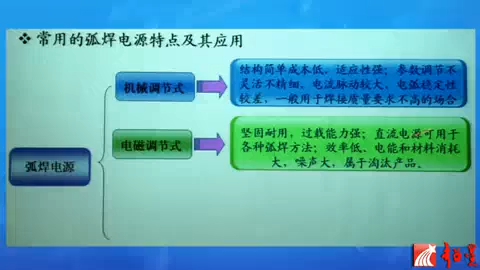 常用的弧焊电源特点及其应用
机械调节式
结构简单成本低、适应性强；参数调节不
灵活不精细、电流脉动较大，电弧稳定性
较差，一般用于焊接质量要求不高的场合
电磁调节式
坚固耐用，过载能力强；直流电源可用于
各种弧焊方法；效率低、电能和材料消耗
大，噪声大，属于淘汰产品。
弧焊电源